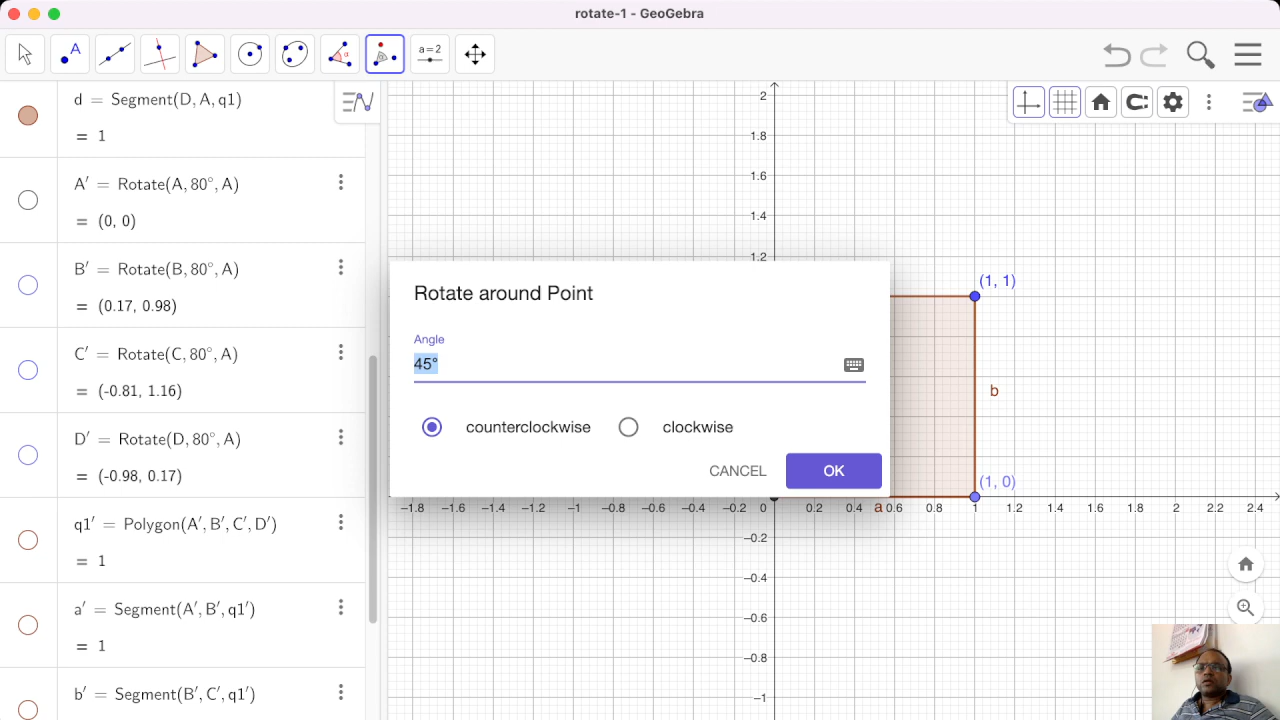 rotate-1 - GeoGebra
A
α
a=2
d = Segment(D, A, q1)
= 1
A′ = Rotate(A, 80°, A)
= (0, 0)
B′ = Rotate(B, 80°, A)
= (0.17, 0.98)
C′ = Rotate(C, 80°, A)
= (-0.81, 1.16)
D′ = Rotate(D, 80°, A)
= (-0.98, 0.17)
q1′ = Polygon(A′, B′, C′, D′)
= 1
a′ = Segment(A′, B′, q1′)
= 1
b′ = Segment(B′, C′, q1′)
2
1.8
1.6
1.4
1.2
Rotate around Point
Angle
45°
counterclockwise
clockwise
CANCEL
OK
(1, 1)
b
(1, 0)
−1.8 −1.6 −1.4 −1.2 −1 −0.8 −0.6 −0.4 −0.2 0 0.2 0.4 0.6 0.8 1 1.2 1.4 1.6 1.8 2 2.2 2.4
a
−0.2
−0.4
−0.6
−0.8
−1